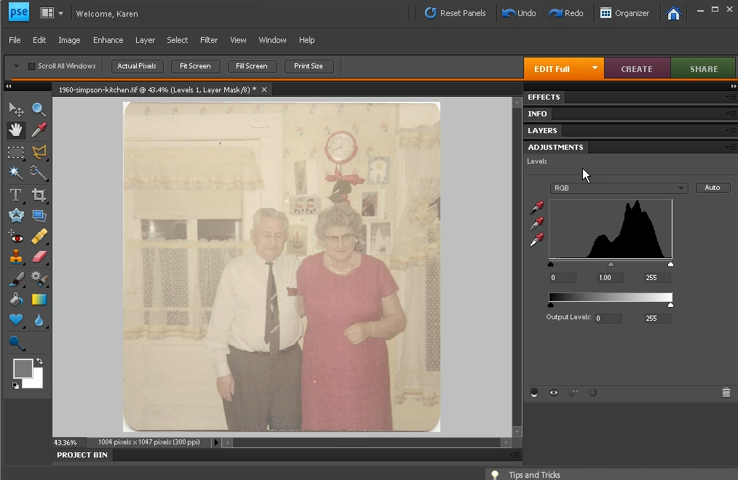 pse Welcome, Karen Reset Panels Undo Redo Organizer
File Edit Image Enhance Layer Select Filter View Window Help
Scroll All Windows Actual Pixels Fit Screen Fill Screen Print Size EDIT Full CREATE SHARE
1960-simpson-kitchen.tif @ 43.4% (Levels 1, Layer Mask/8) *
EFFECTS
INFO
LAYERS
ADJUSTMENTS
Levels
RGB Auto
0 1.00 255
Output Levels: 0 255
43.36% 1004 pixels x 1047 pixels (300 ppi)
PROJECT BIN
Tips and Tricks